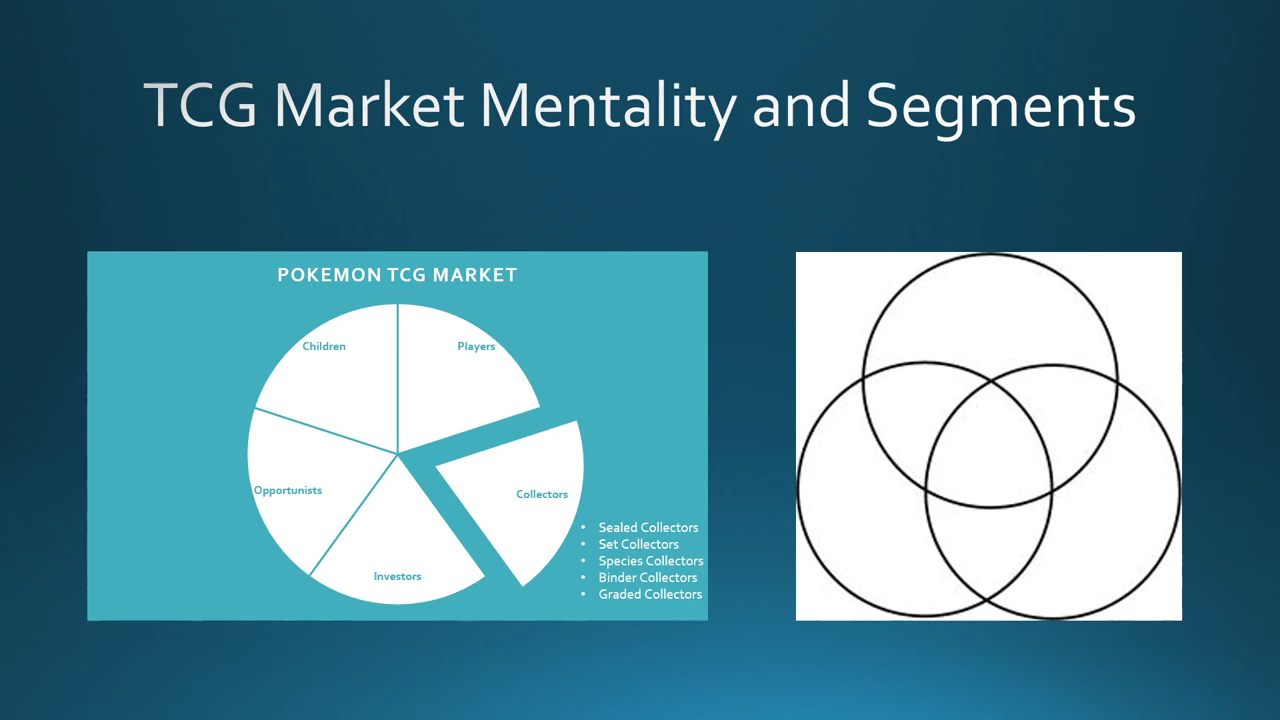 TCG Market Mentality and Segments
POKEMON TCG MARKET
Children
Players
Opportunists
Collectors
Investors
• Sealed Collectors
• Set Collectors
• Species Collectors
• Binder Collectors
• Graded Collectors